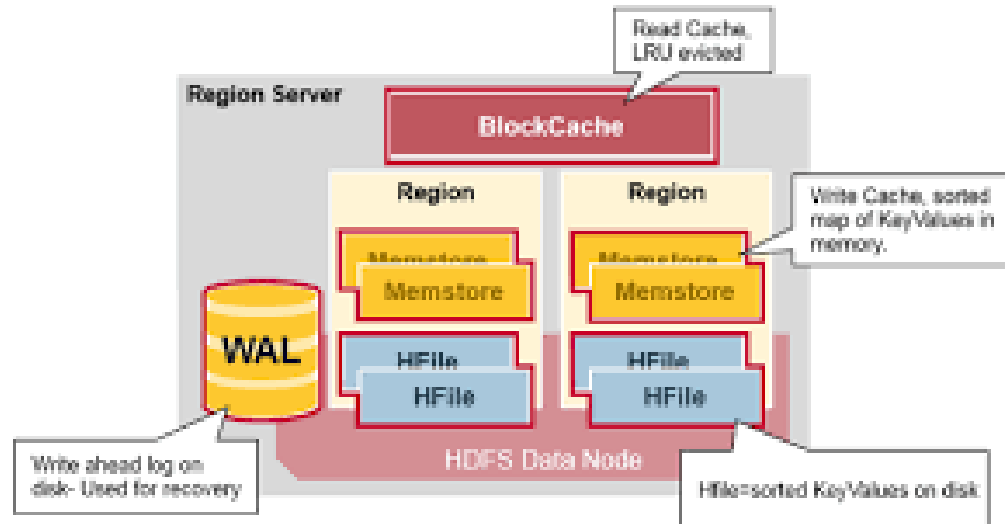 Read Cache,
LRU evicted
Region Server
BlockCache
Region
Region
Write Cache, sorted
map of KeyValues in
memory.
Memstore
Memstore
Memstore
Memstore
WAL
HFile
HFile
HFile
HFile
Write ahead log on
disk- Used for recovery
HDFS Data Node
Hfile=sorted KeyValues on disk